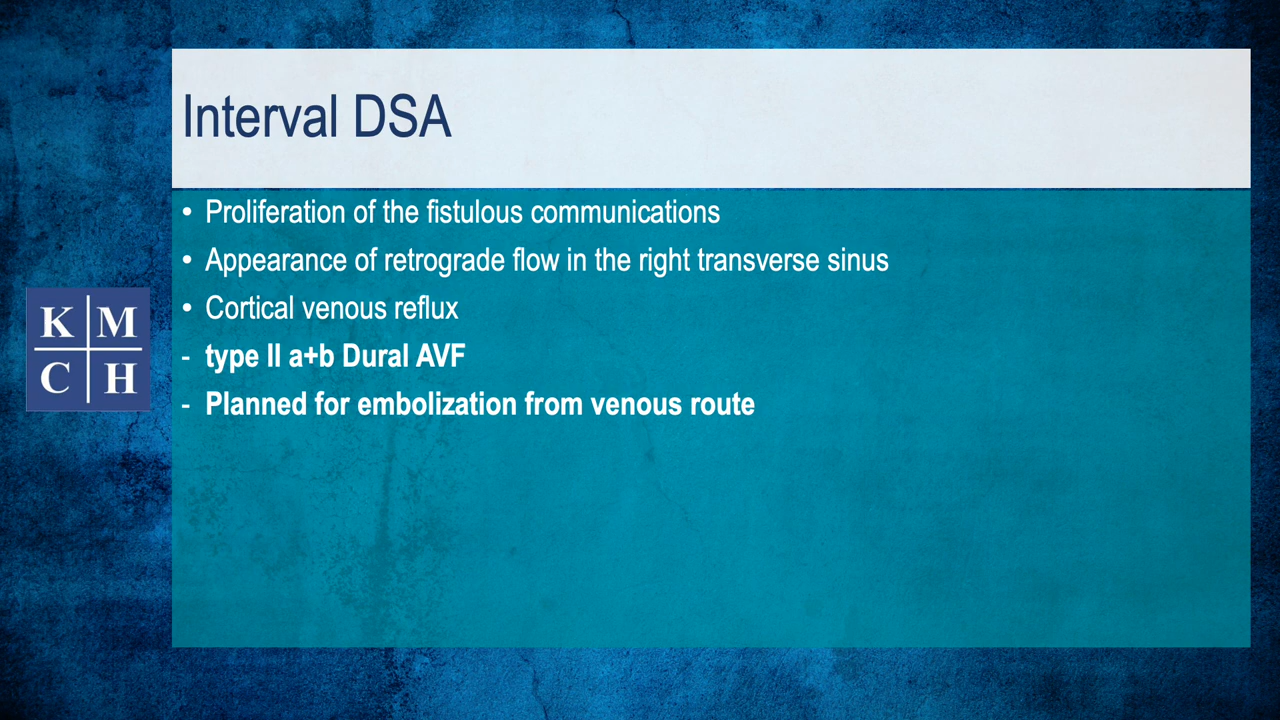 Interval DSA
• Proliferation of the fistulous communications
• Appearance of retrograde flow in the right transverse sinus
• Cortical venous reflux
- type II a+b Dural AVF
- Planned for embolization from venous route
K M
C H